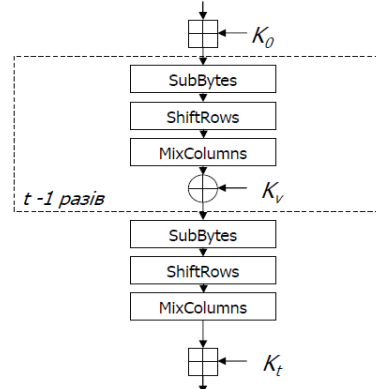 K₀
SubBytes
ShiftRows
MixColumns
Kᵥ
t -1 разів
SubBytes
ShiftRows
MixColumns
Kₜ